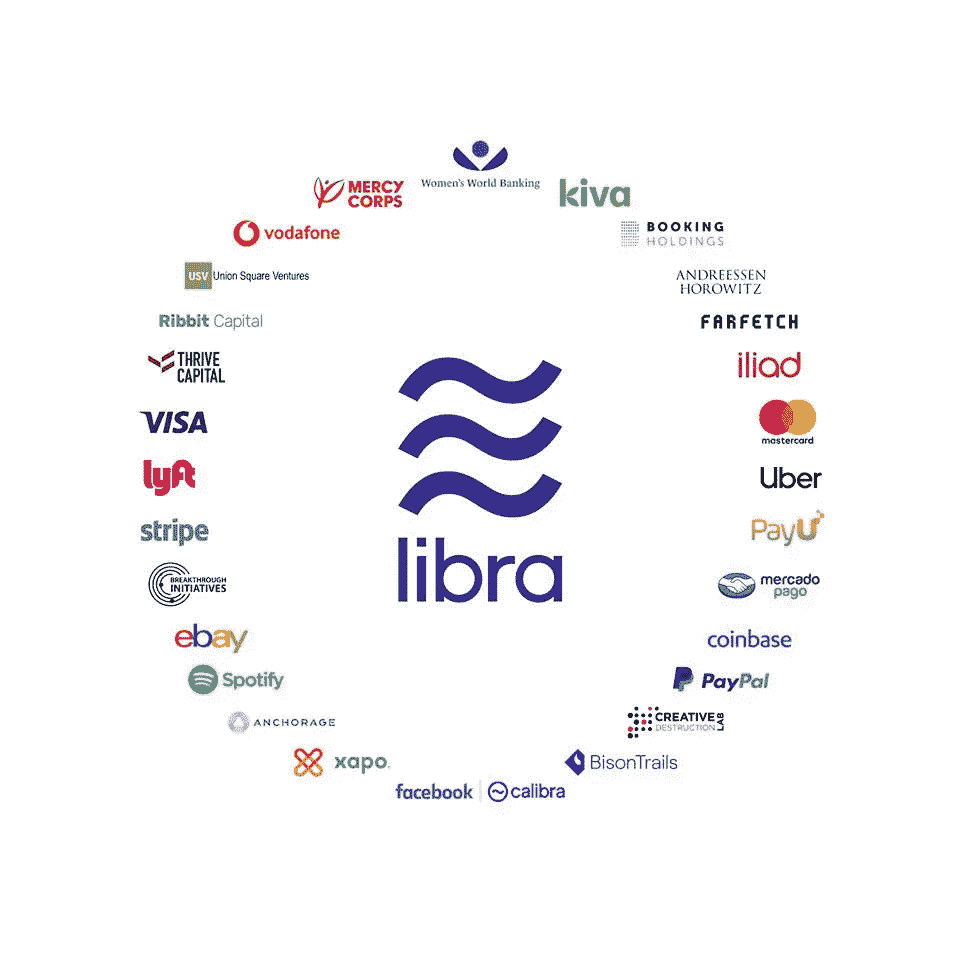 Women's World Banking
MERCY
CORPS
kiva
vodafone
BOOKING
HOLDINGS
USV Union Square Ventures
ANDREESSEN
HOROWITZ
Ribbit Capital
FARFETCH
THRIVE
CAPITAL
iliad
VISA
mastercard
lyft
Uber
stripe
PayU
BREAKTHROUGH
INITIATIVES
mercado
pago
libra
ebay
coinbase
Spotify
PayPal
ANCHORAGE
CREATIVE
DESTRUCTION
LAB
xapo.
BisonTrails
facebook | calibra